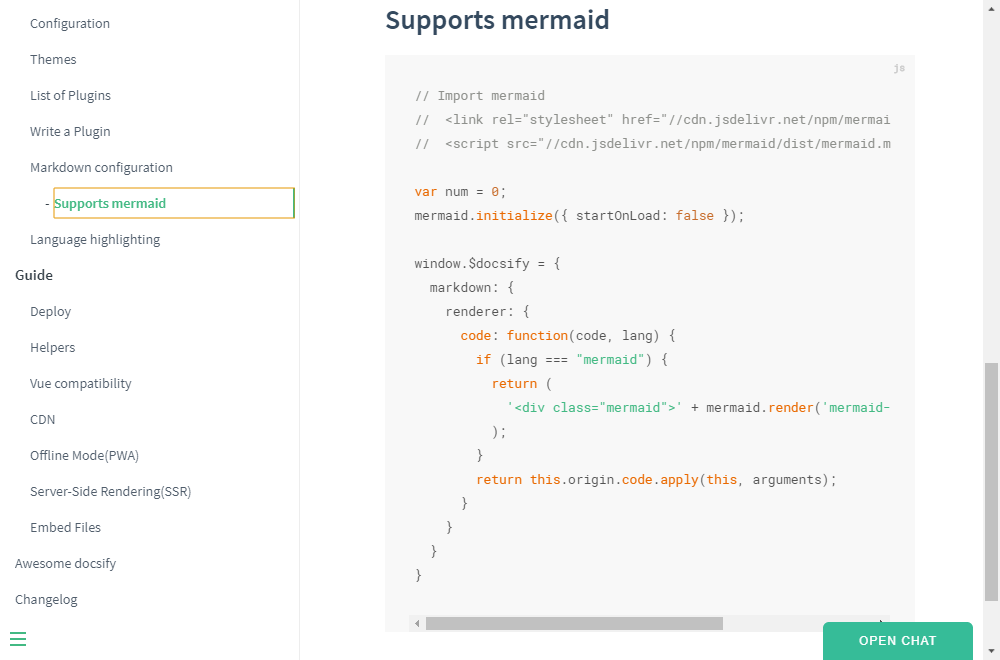 Configuration
Themes
List of Plugins
Write a Plugin
Markdown configuration
- Supports mermaid
Language highlighting
Guide
Deploy
Helpers
Vue compatibility
CDN
Offline Mode(PWA)
Server-Side Rendering(SSR)
Embed Files
Awesome docsify
Changelog
Supports mermaid
js
// Import mermaid
//  <link rel="stylesheet" href="//cdn.jsdelivr.net/npm/mermai
//  <script src="//cdn.jsdelivr.net/npm/mermaid/dist/mermaid.m
var num = 0;
mermaid.initialize({ startOnLoad: false });
window.$docsify = {
  markdown: {
    renderer: {
      code: function(code, lang) {
        if (lang === "mermaid") {
          return (
            '<div class="mermaid">' + mermaid.render('mermaid-
          );
        }
        return this.origin.code.apply(this, arguments);
      }
    }
  }
}
OPEN CHAT